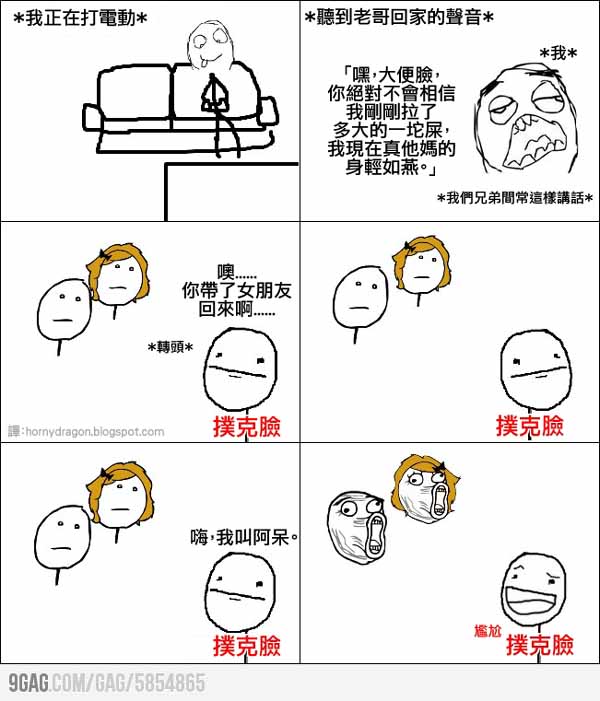 *我正在打電動*
*聽到老哥回家的聲音*
*我*
「嘿，大便臉，
你絕對不會相信
我剛剛拉了
多大的一坨屎，
我現在真他媽的
身輕如燕。」
*我們兄弟間常這樣講話*
噢......
你帶了女朋友
回來啊......
*轉頭*
撲克臉
譯:hornydragon.blogspot.com
撲克臉
嗨，我叫阿呆。
撲克臉
尷尬 撲克臉
9GAG.COM/GAG/5854865